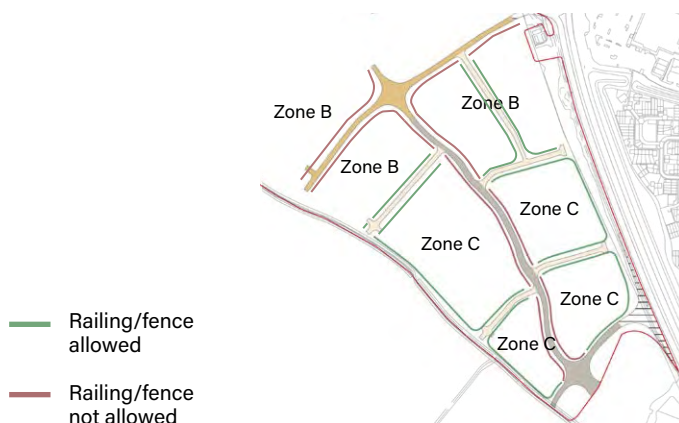 Zone B
Zone B
Zone B
Zone C
Zone C
Zone C
Zone C
Railing/fence
allowed
Railing/fence
not allowed